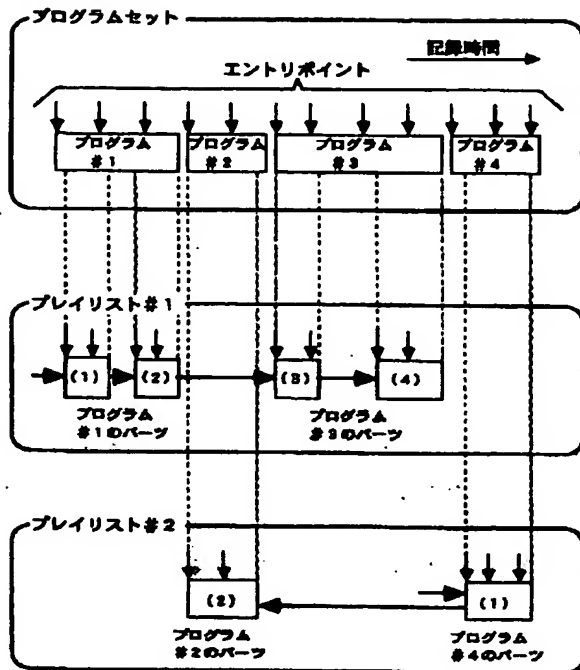 プログラムセット
記録時間
エントリポイント
プログラム
#1
プログラム
#2
プログラム
#3
プログラム
#4
プレイリスト#1
(1)
(2)
(3)
(4)
プログラム
#1のパーツ
プログラム
#3のパーツ
プレイリスト#2
(2)
(1)
プログラム
#2のパーツ
プログラム
#4のパーツ